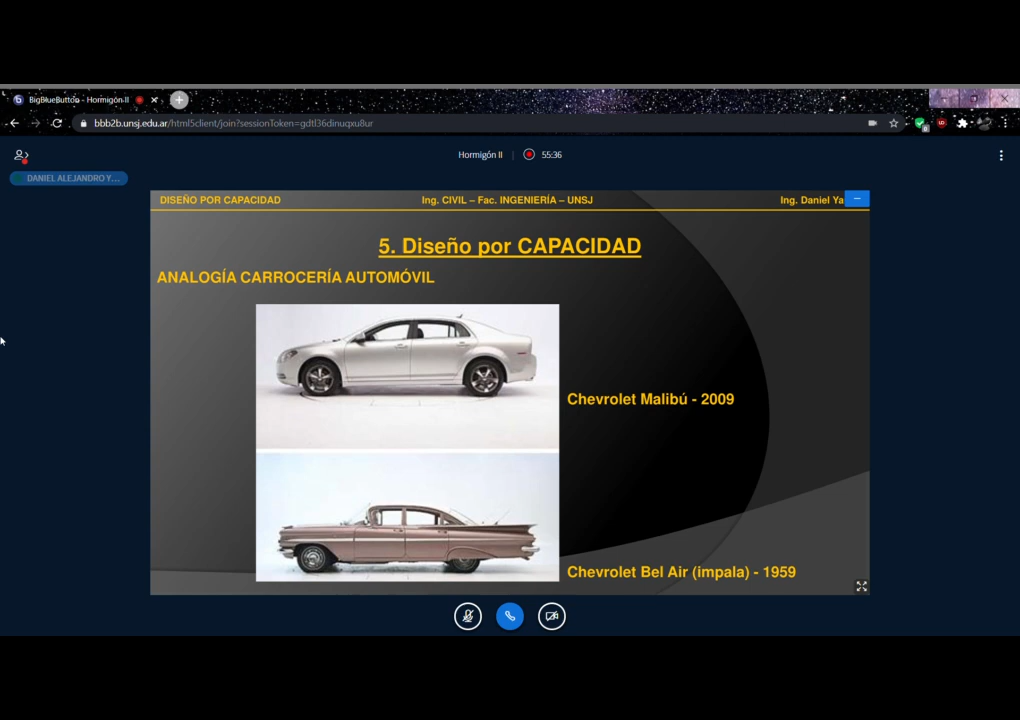 BigBlueButton - Hormigón II
bbb2b.unsj.edu.ar/html5client/join?sessionToken=gdtl36dinuqxu8ur
Hormigón II | 55:36
DANIEL ALEJANDRO Y...
DISEÑO POR CAPACIDAD Ing. CIVIL – Fac. INGENIERÍA – UNSJ Ing. Daniel Ya
5. Diseño por CAPACIDAD
ANALOGÍA CARROCERÍA AUTOMÓVIL
Chevrolet Malibú - 2009
Chevrolet Bel Air (impala) - 1959